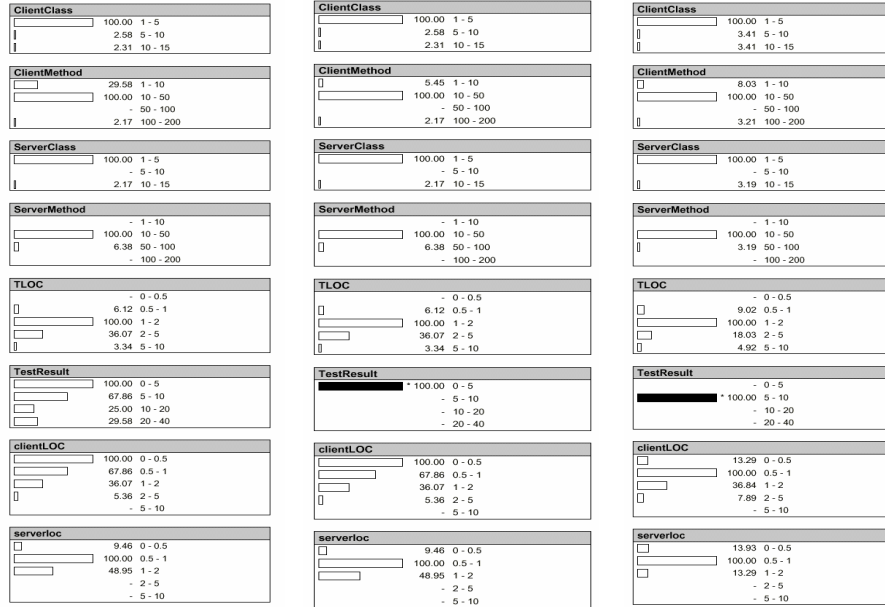 ClientClass
100.00 1 - 5
2.58 5 - 10
2.31 10 - 15
ClientMethod
29.58 1 - 10
100.00 10 - 50
- 50 - 100
2.17 100 - 200
ServerClass
100.00 1 - 5
- 5 - 10
2.17 10 - 15
ServerMethod
- 1 - 10
100.00 10 - 50
6.38 50 - 100
- 100 - 200
TLOC
- 0 - 0.5
6.12 0.5 - 1
100.00 1 - 2
36.07 2 - 5
3.34 5 - 10
TestResult
100.00 0 - 5
67.86 5 - 10
25.00 10 - 20
29.58 20 - 40
clientLOC
100.00 0 - 0.5
67.86 0.5 - 1
36.07 1 - 2
5.36 2 - 5
- 5 - 10
serverloc
9.46 0 - 0.5
100.00 0.5 - 1
48.95 1 - 2
- 2 - 5
- 5 - 10
ClientClass
100.00 1 - 5
2.58 5 - 10
2.31 10 - 15
ClientMethod
5.45 1 - 10
100.00 10 - 50
- 50 - 100
2.17 100 - 200
ServerClass
100.00 1 - 5
- 5 - 10
2.17 10 - 15
ServerMethod
- 1 - 10
100.00 10 - 50
6.38 50 - 100
- 100 - 200
TLOC
- 0 - 0.5
6.12 0.5 - 1
100.00 1 - 2
36.07 2 - 5
3.34 5 - 10
TestResult
* 100.00 0 - 5
- 5 - 10
- 10 - 20
- 20 - 40
clientLOC
100.00 0 - 0.5
67.86 0.5 - 1
36.07 1 - 2
5.36 2 - 5
- 5 - 10
serverloc
9.46 0 - 0.5
100.00 0.5 - 1
48.95 1 - 2
- 2 - 5
- 5 - 10
ClientClass
100.00 1 - 5
3.41 5 - 10
3.41 10 - 15
ClientMethod
8.03 1 - 10
100.00 10 - 50
- 50 - 100
3.21 100 - 200
ServerClass
100.00 1 - 5
- 5 - 10
3.19 10 - 15
ServerMethod
- 1 - 10
100.00 10 - 50
3.19 50 - 100
- 100 - 200
TLOC
- 0 - 0.5
9.02 0.5 - 1
100.00 1 - 2
18.03 2 - 5
4.92 5 - 10
TestResult
- 0 - 5
* 100.00 5 - 10
- 10 - 20
- 20 - 40
clientLOC
13.29 0 - 0.5
100.00 0.5 - 1
36.84 1 - 2
7.89 2 - 5
- 5 - 10
serverloc
13.93 0 - 0.5
100.00 0.5 - 1
13.29 1 - 2
- 2 - 5
- 5 - 10